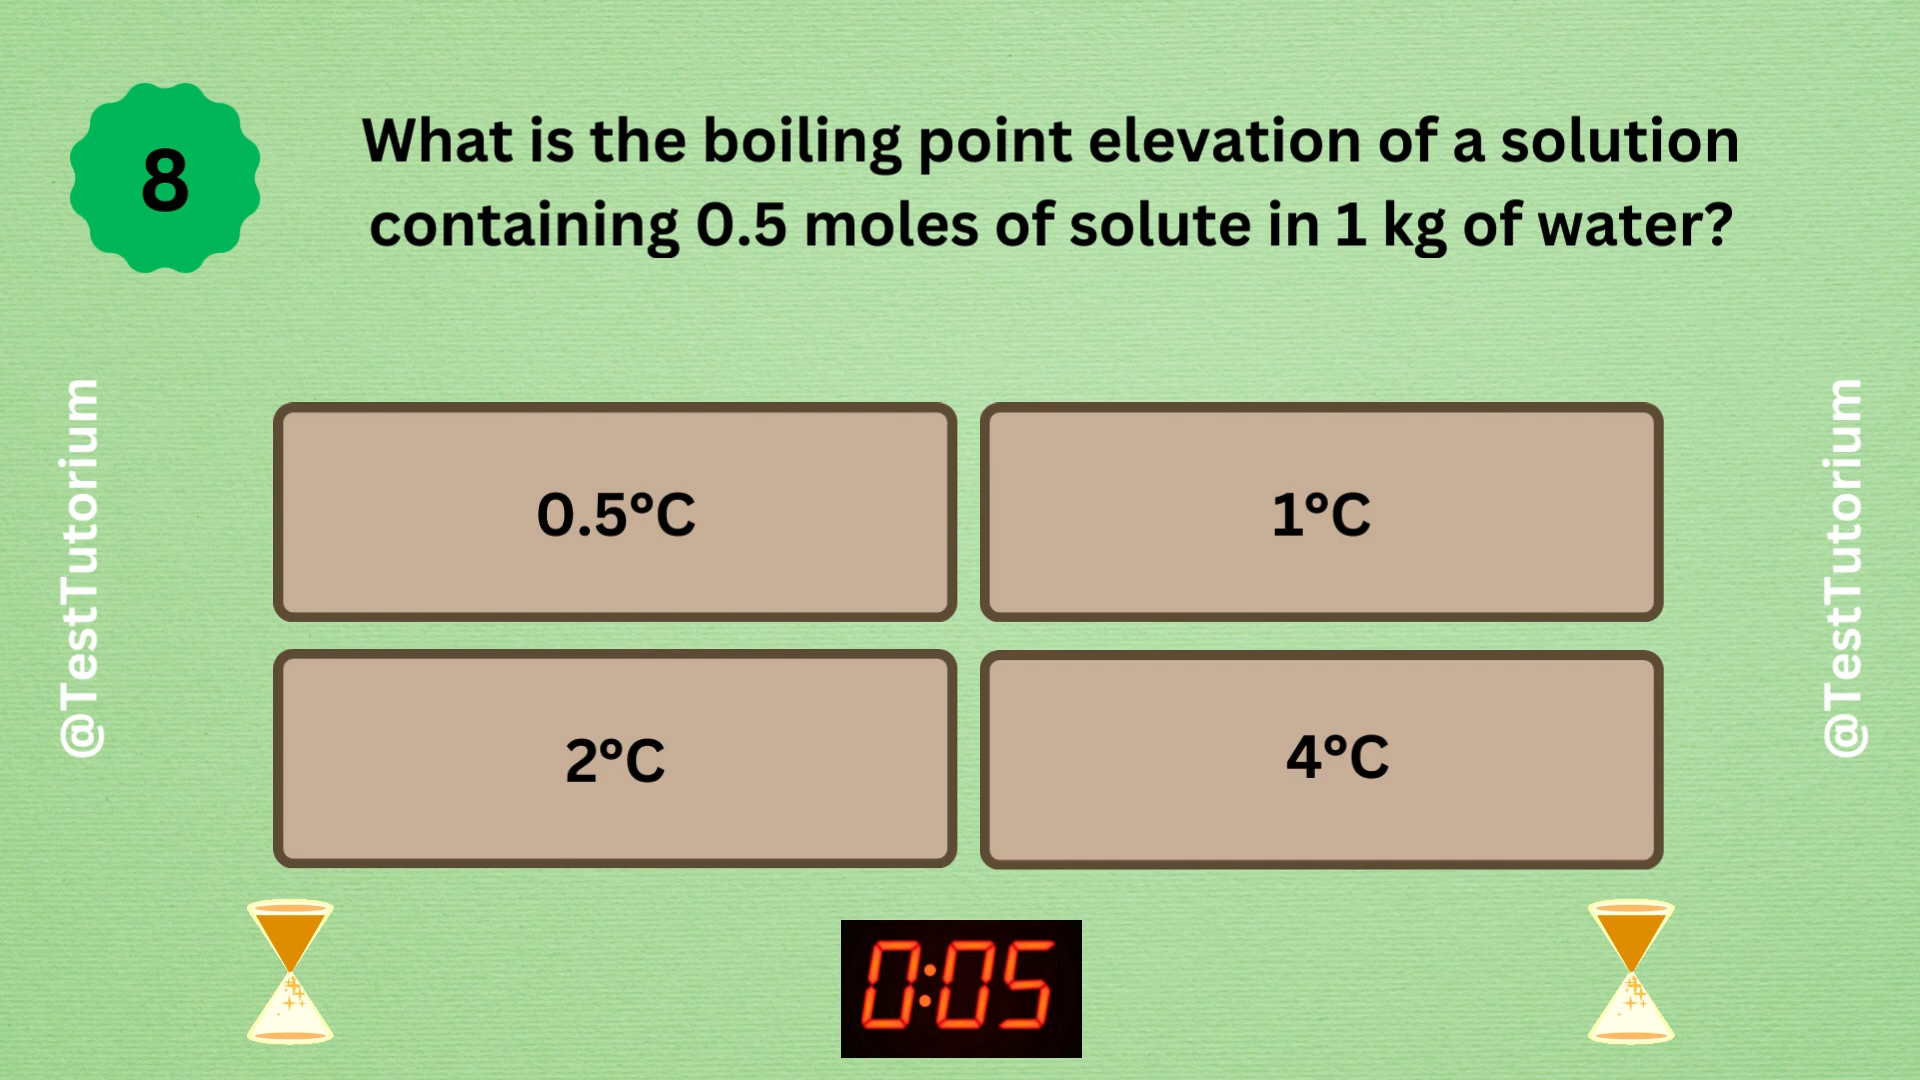 8
What is the boiling point elevation of a solution
containing 0.5 moles of solute in 1 kg of water?
@TestTutorium
@TestTutorium
0.5°C
1°C
2°C
4°C
0:05